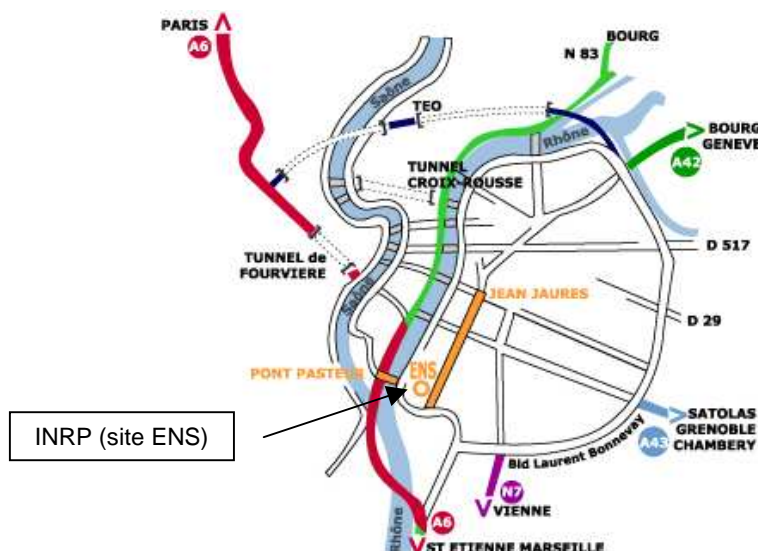 PARIS
A6
BOURG
N 83
Saône
TEO
Rhône
BOURG
GENEVE
A42
TUNNEL
CROIX-ROUSSE
D 517
TUNNEL de
FOURVIERE
Saône
JEAN JAURES
D 29
PONT PASTEUR
ENS
INRP (site ENS)
SATOLAS
GRENOBLE
CHAMBERY
A43
Bld Laurent Bonnevay
N7
VIENNE
A6
Rhône
ST ETIENNE MARSEILLE